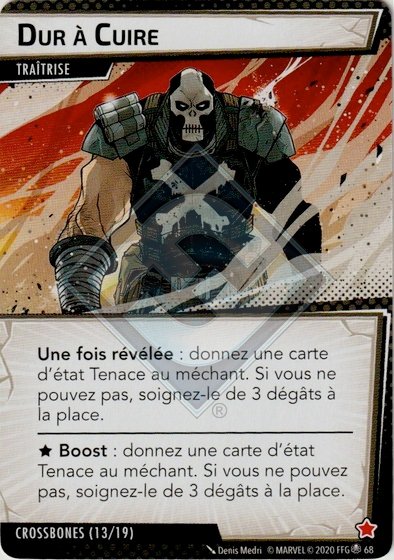 DUR À CUIRE
TRAÎTRISE
Une fois révélée : donnez une carte
d'état Tenace au méchant. Si vous ne
pouvez pas, soignez-le de 3 dégâts à
la place.
®
★ Boost : donnez une carte d'état
Tenace au méchant. Si vous ne pouvez
pas, soignez-le de 3 dégâts à la place.
CROSSBONES (13/19)
Denis Medri © MARVEL © 2020 FFG 68